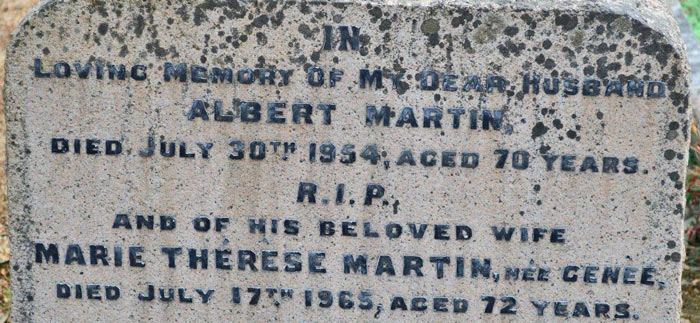 IN
LOVING MEMORY OF MY DEAR HUSBAND
ALBERT MARTIN,
DIED JULY 30TH 1954, AGED 70 YEARS.
R.I.P.
AND OF HIS BELOVED WIFE
MARIE THÉRESE MARTIN, NÉE GENÉE,
DIED JULY 17TH 1965, AGED 72 YEARS.